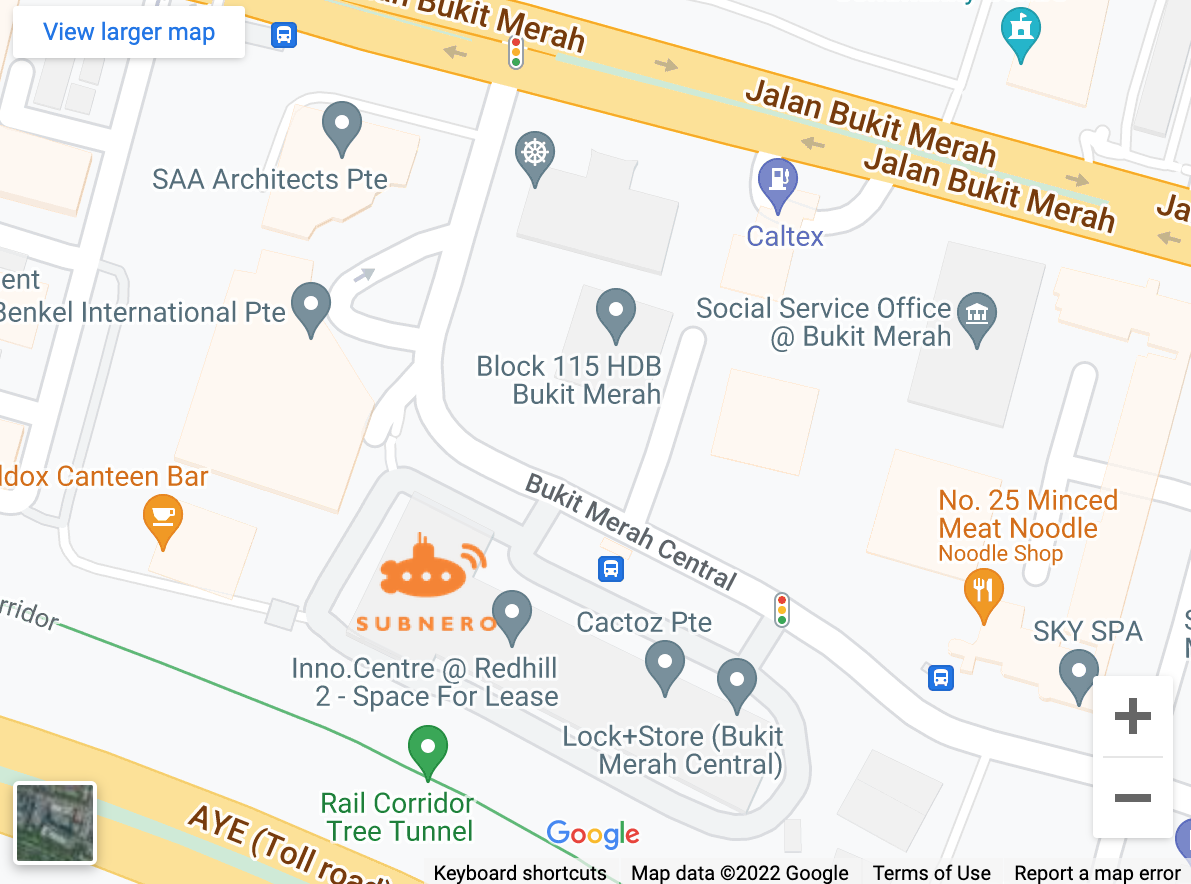 View larger map
Jalan Bukit Merah
Jalan Bukit Merah
Jalan Bukit Merah
SAA Architects Pte
Caltex
ent
Benkel International Pte
Social Service Office
@ Bukit Merah
Block 115 HDB
Bukit Merah
ddox Canteen Bar
Bukit Merah Central
No. 25 Minced
Meat Noodle
Noodle Shop
SUBNERO
Cactoz Pte
SKY SPA
Inno.Centre @ Redhill
2 - Space For Lease
Lock+Store (Bukit
Merah Central)
Rail Corridor
Tree Tunnel
AYE (Toll road)
Google
Keyboard shortcuts
Map data ©2022 Google
Terms of Use
Report a map error